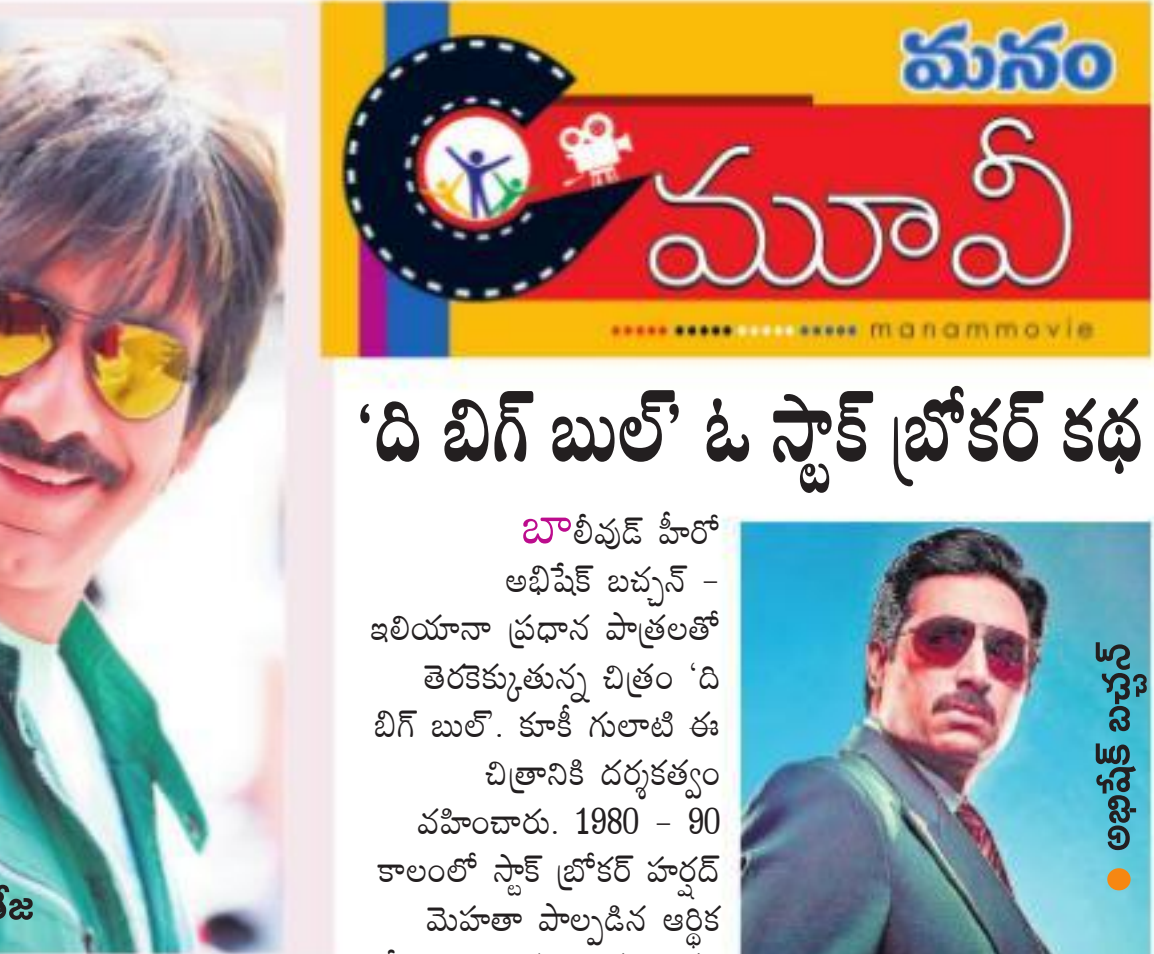 మనం
మూవీ
manammovie
‘ది బిగ్ బుల్’ ఓ స్టాక్ బ్రోకర్ కథ
బాలీవుడ్ హీరో
అభిషేక్ బచ్చన్ –
ఇలియానా ప్రధాన పాత్రలతో
తెరకెక్కుతున్న చిత్రం ‘ది
బిగ్ బుల్’. కూకీ గులాటి ఈ
చిత్రానికి దర్శకత్వం
వహించారు. 1980 – 90
కాలంలో స్టాక్ బ్రోకర్ హర్షద్
మెహతా పాల్పడిన ఆర్థిక
అభిషేక్ బచ్చన్